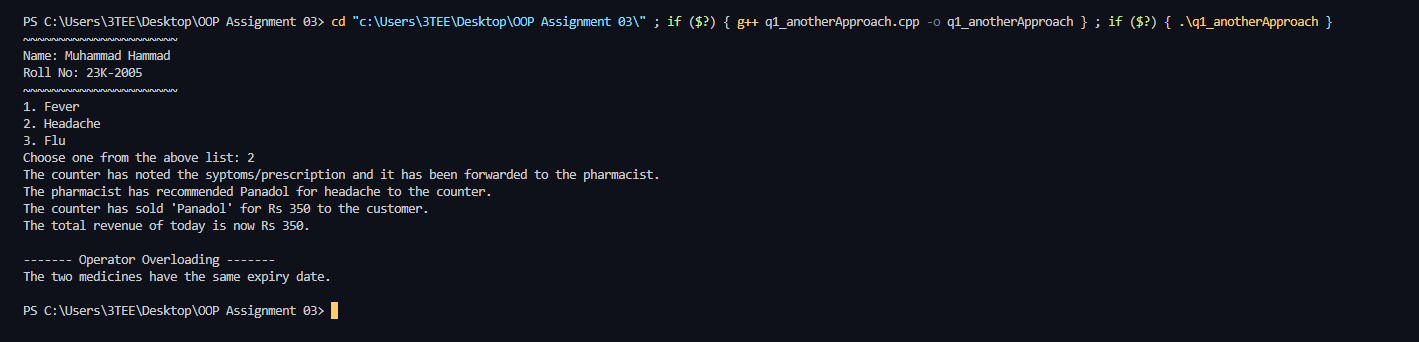 PS C:\Users\3TEE\Desktop\OOP Assignment 03> cd "c:\Users\3TEE\Desktop\OOP Assignment 03\" ; if ($?) { g++ q1_anotherApproach.cpp -o q1_anotherApproach } ; if ($?) { .\q1_anotherApproach }
~~~~~~~~~~~~~~~~~~~~~~
Name: Muhammad Hammad
Roll No: 23K-2005
~~~~~~~~~~~~~~~~~~~~~~
1. Fever
2. Headache
3. Flu
Choose one from the above list: 2
The counter has noted the syptoms/prescription and it has been forwarded to the pharmacist.
The pharmacist has recommended Panadol for headache to the counter.
The counter has sold 'Panadol' for Rs 350 to the customer.
The total revenue of today is now Rs 350.

------- Operator Overloading -------
The two medicines have the same expiry date.

PS C:\Users\3TEE\Desktop\OOP Assignment 03>